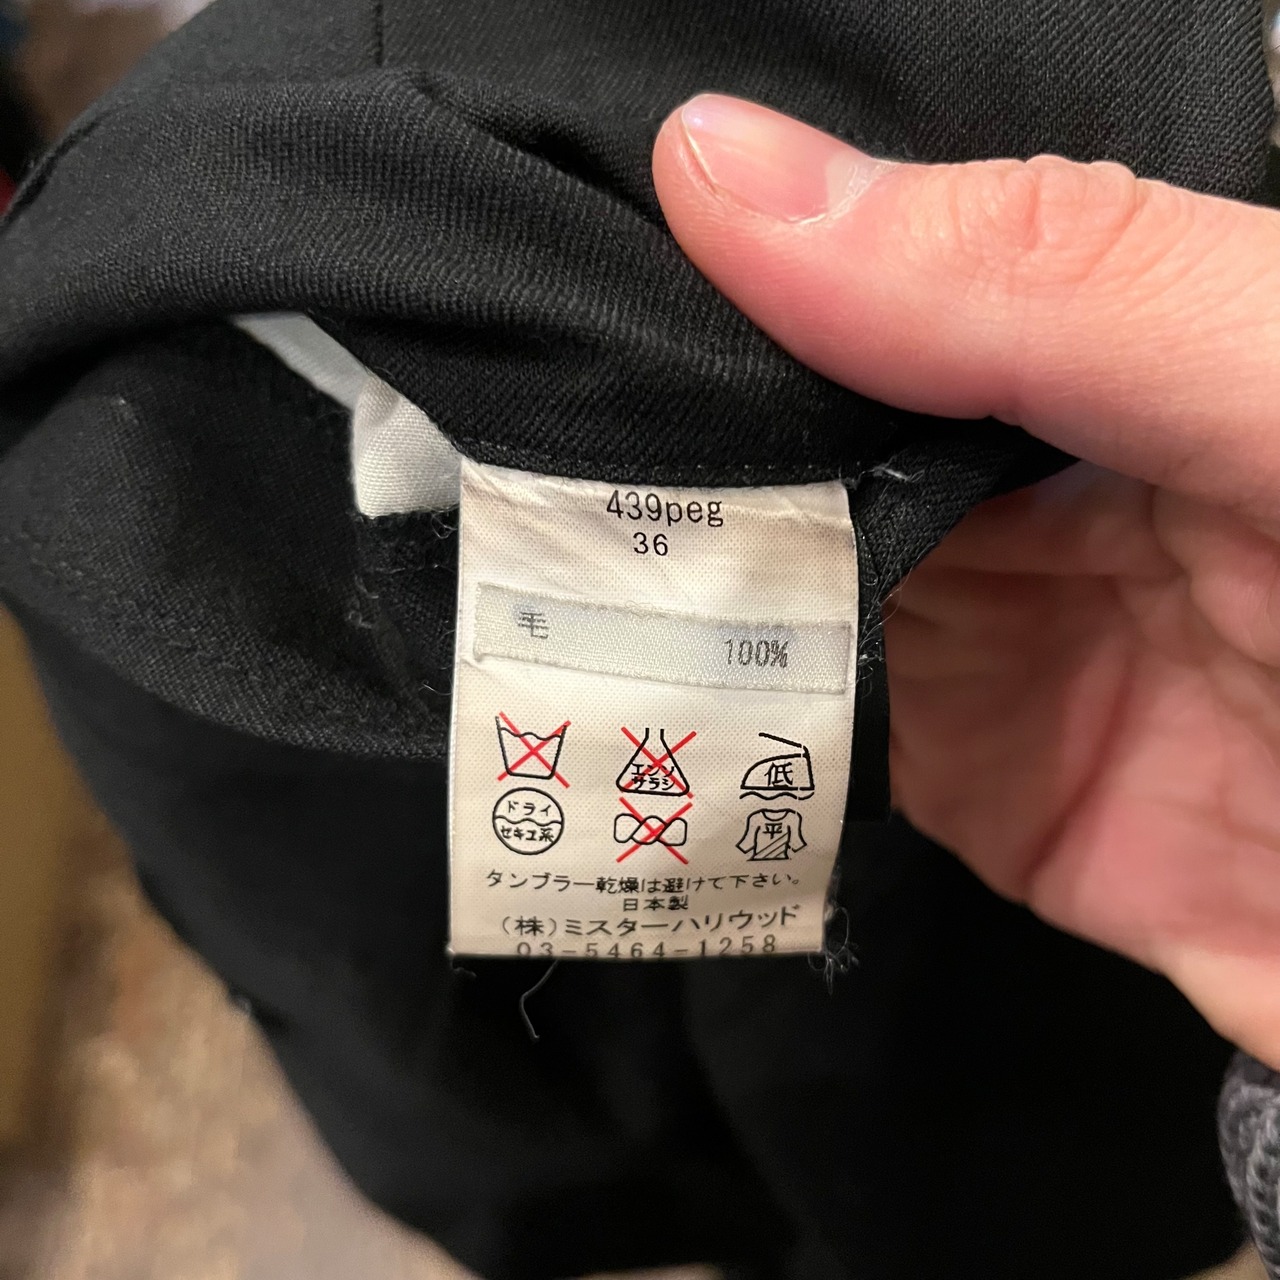 439peg
36
毛 100%
エンソ
サラシ
低
ドライ
セキユ系
平
タンブラー乾燥は避けて下さい。
日本製
(株)ミスターハリウッド
03-5464-1258